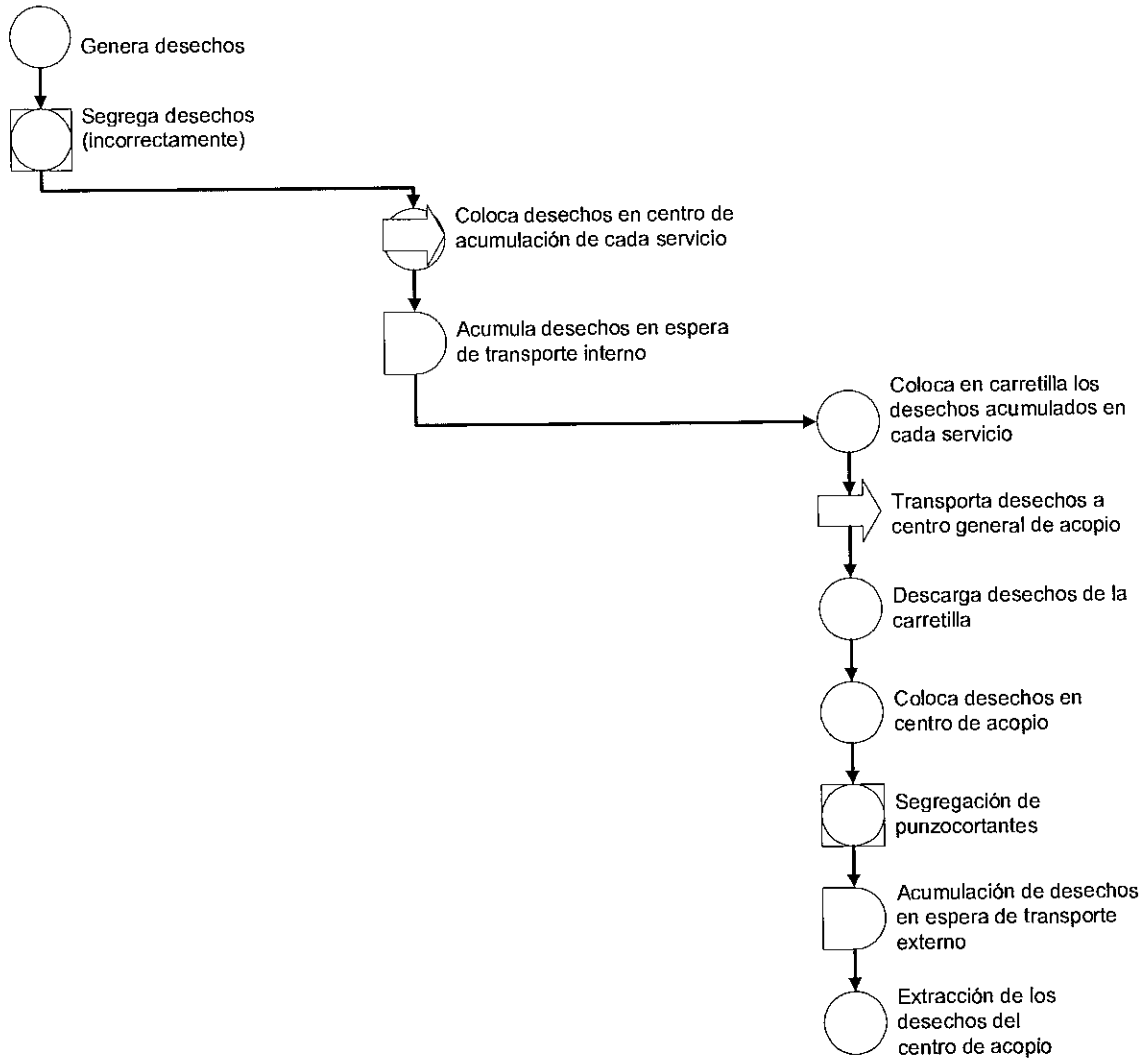 Genera desechos
Segrega desechos
(incorrectamente)
Coloca desechos en centro de
acumulación de cada servicio
Acumula desechos en espera
de transporte interno
Coloca en carretilla los
desechos acumulados en
cada servicio
Transporta desechos a
centro general de acopio
Descarga desechos de la
carretilla
Coloca desechos en
centro de acopio
Segregación de
punzocortantes
Acumulación de desechos
en espera de transporte
externo
Extracción de los
desechos del
centro de acopio